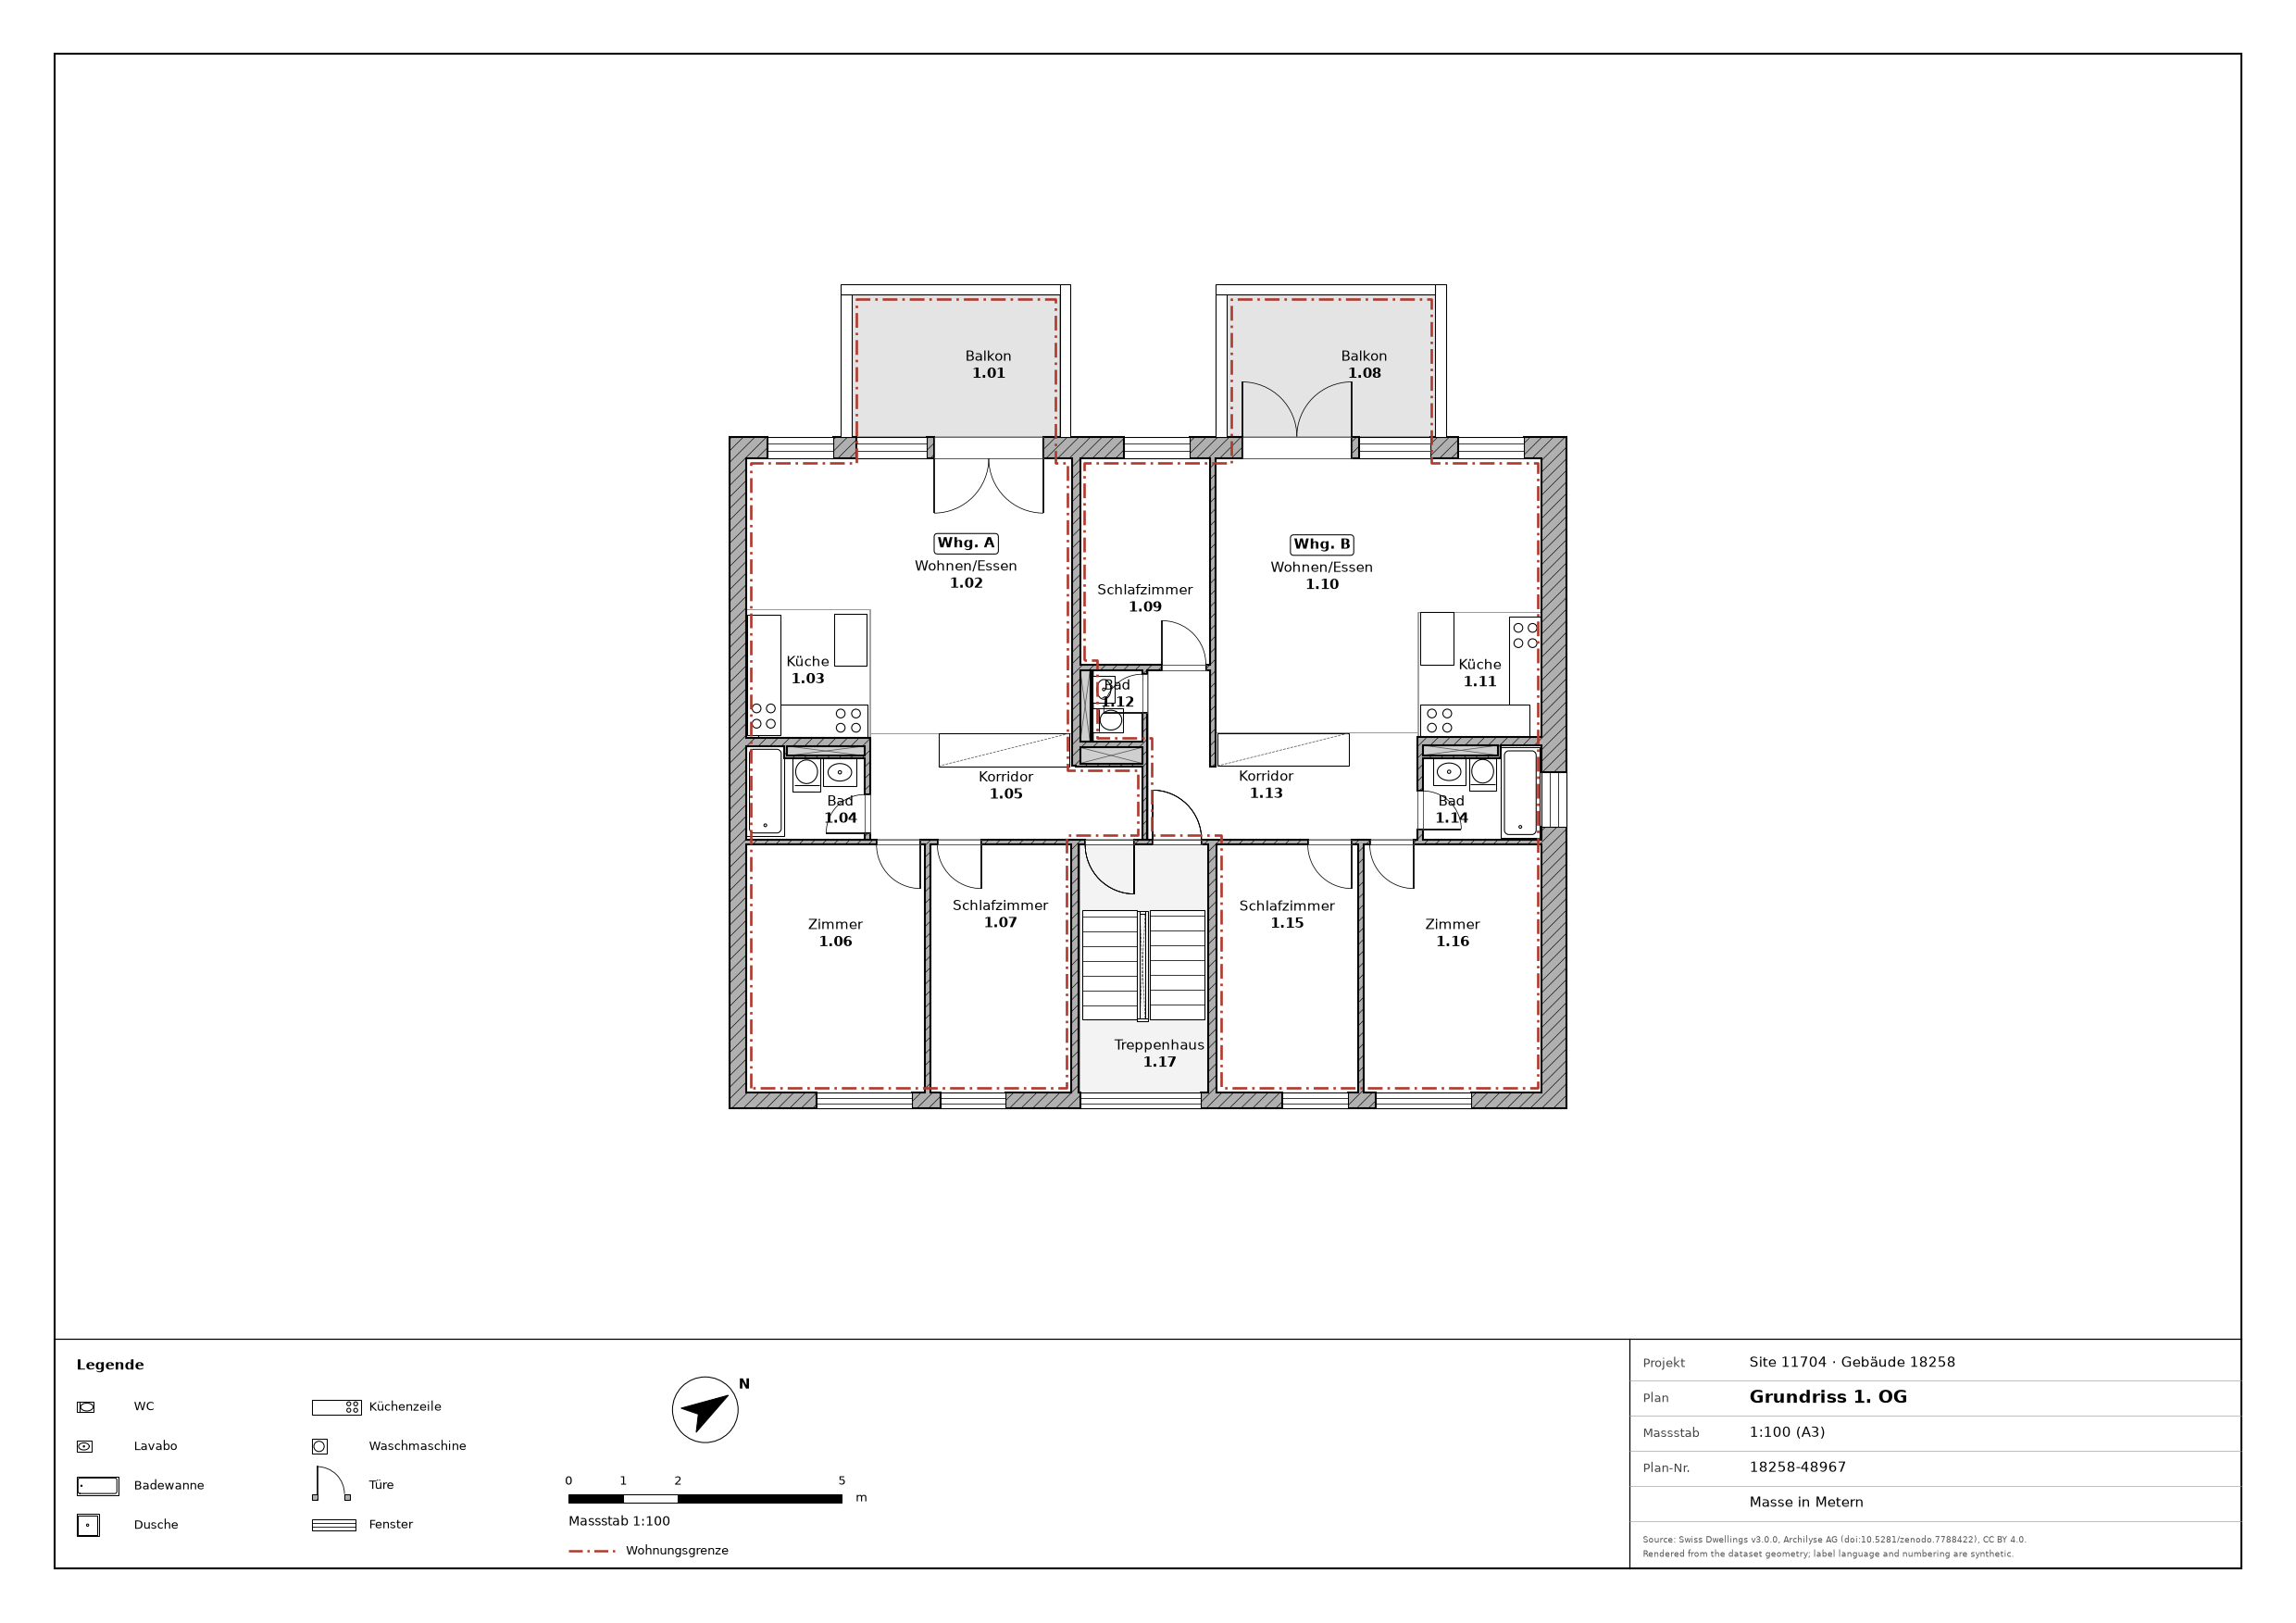 Balkon
1.01
Balkon
1.08
Whg. A
Wohnen/Essen
1.02
Whg. B
Wohnen/Essen
1.10
Schlafzimmer
1.09
Küche
1.03
Küche
1.11
Bad
1.12
Korridor
1.05
Korridor
1.13
Bad
1.04
Bad
1.14
Zimmer
1.06
Schlafzimmer
1.07
Schlafzimmer
1.15
Zimmer
1.16
Treppenhaus
1.17
Legende
WC
Lavabo
Badewanne
Dusche
Küchenzeile
Waschmaschine
Türe
Fenster
N
0 1 2 5
m
Massstab 1:100
Wohnungsgrenze
Projekt Site 11704 · Gebäude 18258
Plan Grundriss 1. OG
Massstab 1:100 (A3)
Plan-Nr. 18258-48967
Masse in Metern
Source: Swiss Dwellings v3.0.0, Archilyse AG (doi:10.5281/zenodo.7788422), CC BY 4.0.
Rendered from the dataset geometry; label language and numbering are synthetic.